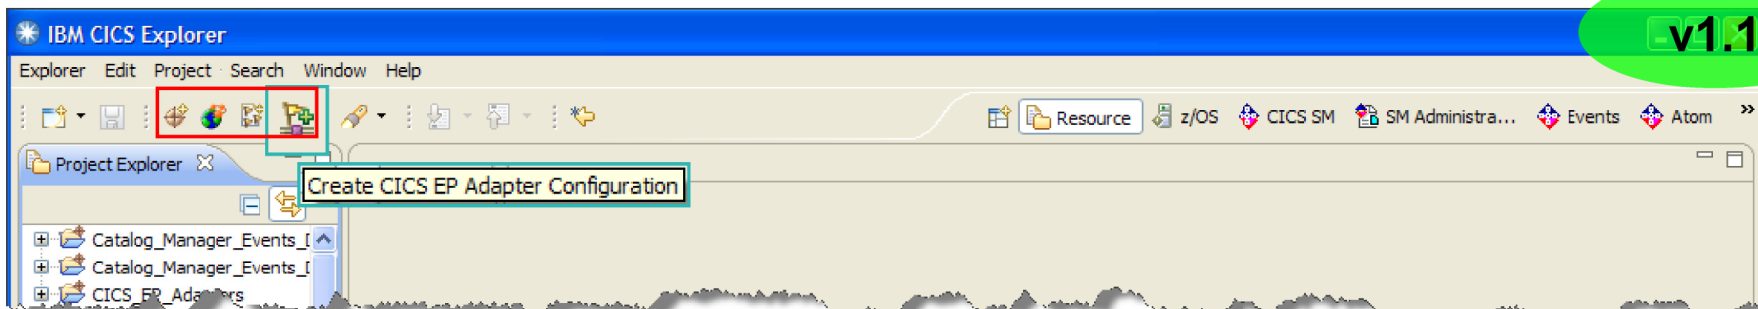 IBM CICS Explorer
v1.1
Explorer Edit Project Search Window Help
Resource z/OS CICS SM SM Administra... Events Atom »
Project Explorer
Create CICS EP Adapter Configuration
Catalog_Manager_Events_
Catalog_Manager_Events_
CICS_EP_Adapters